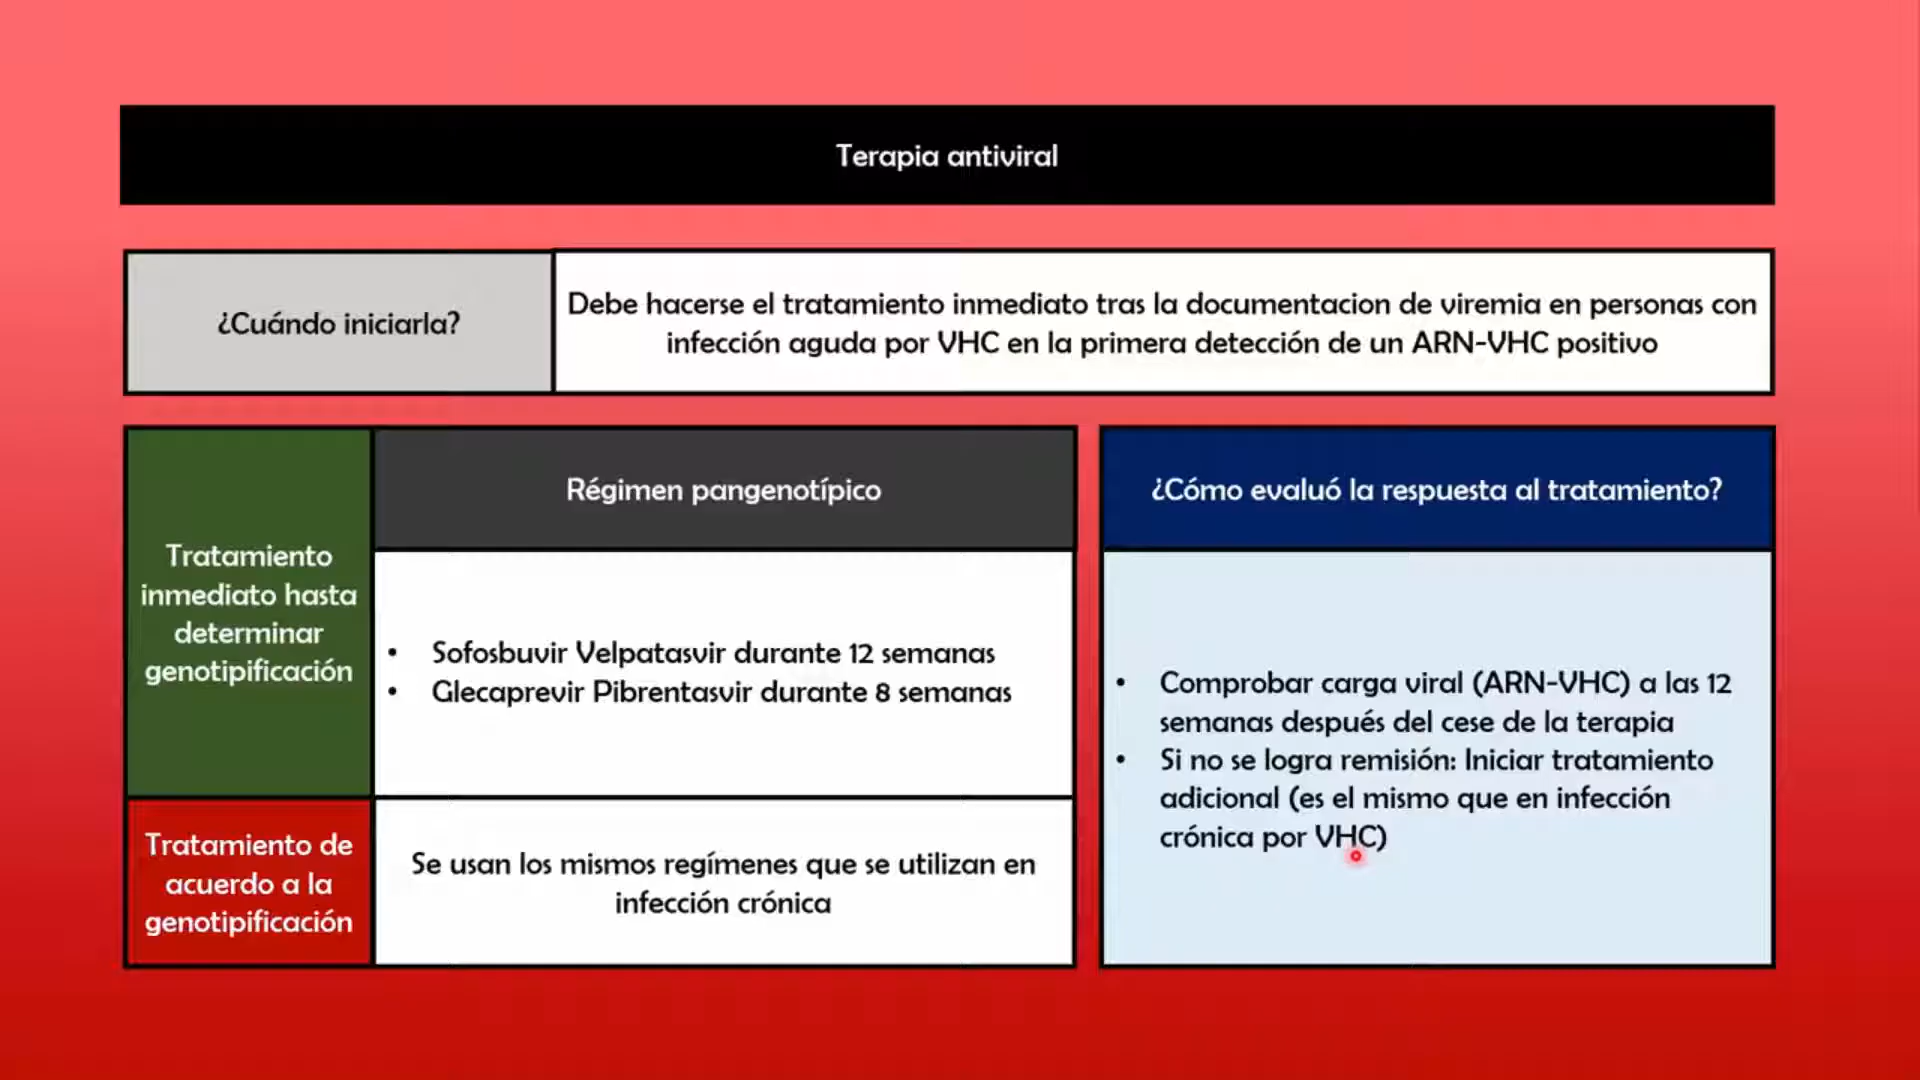 Terapia antiviral
¿Cuándo iniciarla?
Debe hacerse el tratamiento inmediato tras la documentacion de viremia en personas con
infección aguda por VHC en la primera detección de un ARN-VHC positivo
Tratamiento
inmediato hasta
determinar
genotipificación
Régimen pangenotípico
• Sofosbuvir Velpatasvir durante 12 semanas
• Glecaprevir Pibrentasvir durante 8 semanas
Tratamiento de
acuerdo a la
genotipificación
Se usan los mismos regímenes que se utilizan en
infección crónica
¿Cómo evaluó la respuesta al tratamiento?
• Comprobar carga viral (ARN-VHC) a las 12
semanas después del cese de la terapia
• Si no se logra remisión: Iniciar tratamiento
adicional (es el mismo que en infección
crónica por VHC)